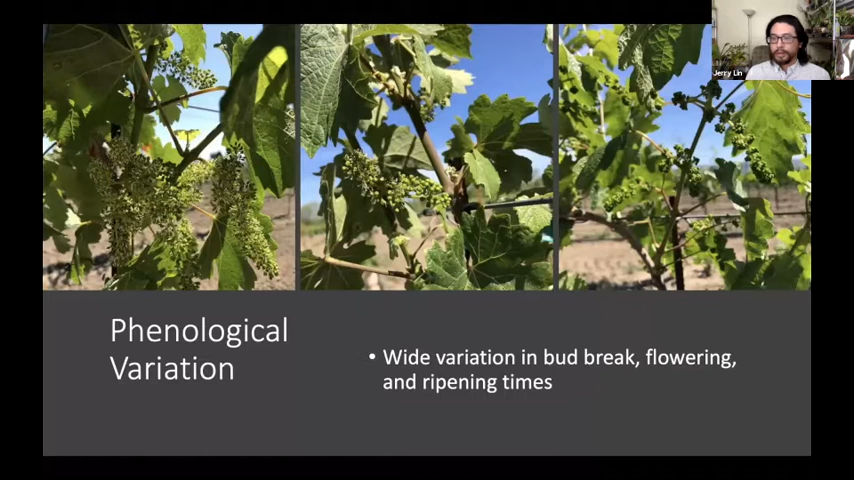 Jerry Lin
Phenological
Variation
• Wide variation in bud break, flowering,
and ripening times